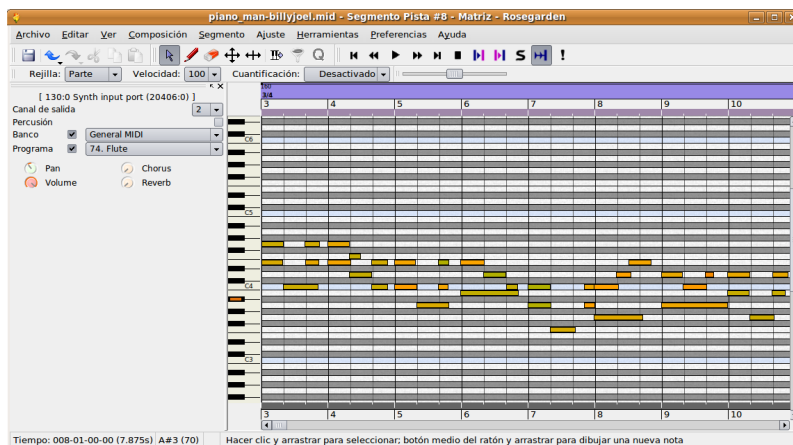 piano_man-billyjoel.mid - Segmento Pista #8 - Matriz - Rosegarden
Archivo Editar Ver Composición Segmento Ajuste Herramientas Preferencias Ayuda
Rejilla: Parte Velocidad: 100 Cuantificación: Desactivado
[ 130:0 Synth input port (20406:0) ]
Canal de salida 2
Percusión
Banco General MIDI
Programa 74. Flute
Pan Chorus
Volume Reverb
180
3/4
3 4 5 6 7 8 9 10
C6
C5
C4
C3
3 4 5 6 7 8 9 10
Tiempo: 008-01-00-00 (7.875s) A#3 (70) Hacer clic y arrastrar para seleccionar; botón medio del ratón y arrastrar para dibujar una nueva nota